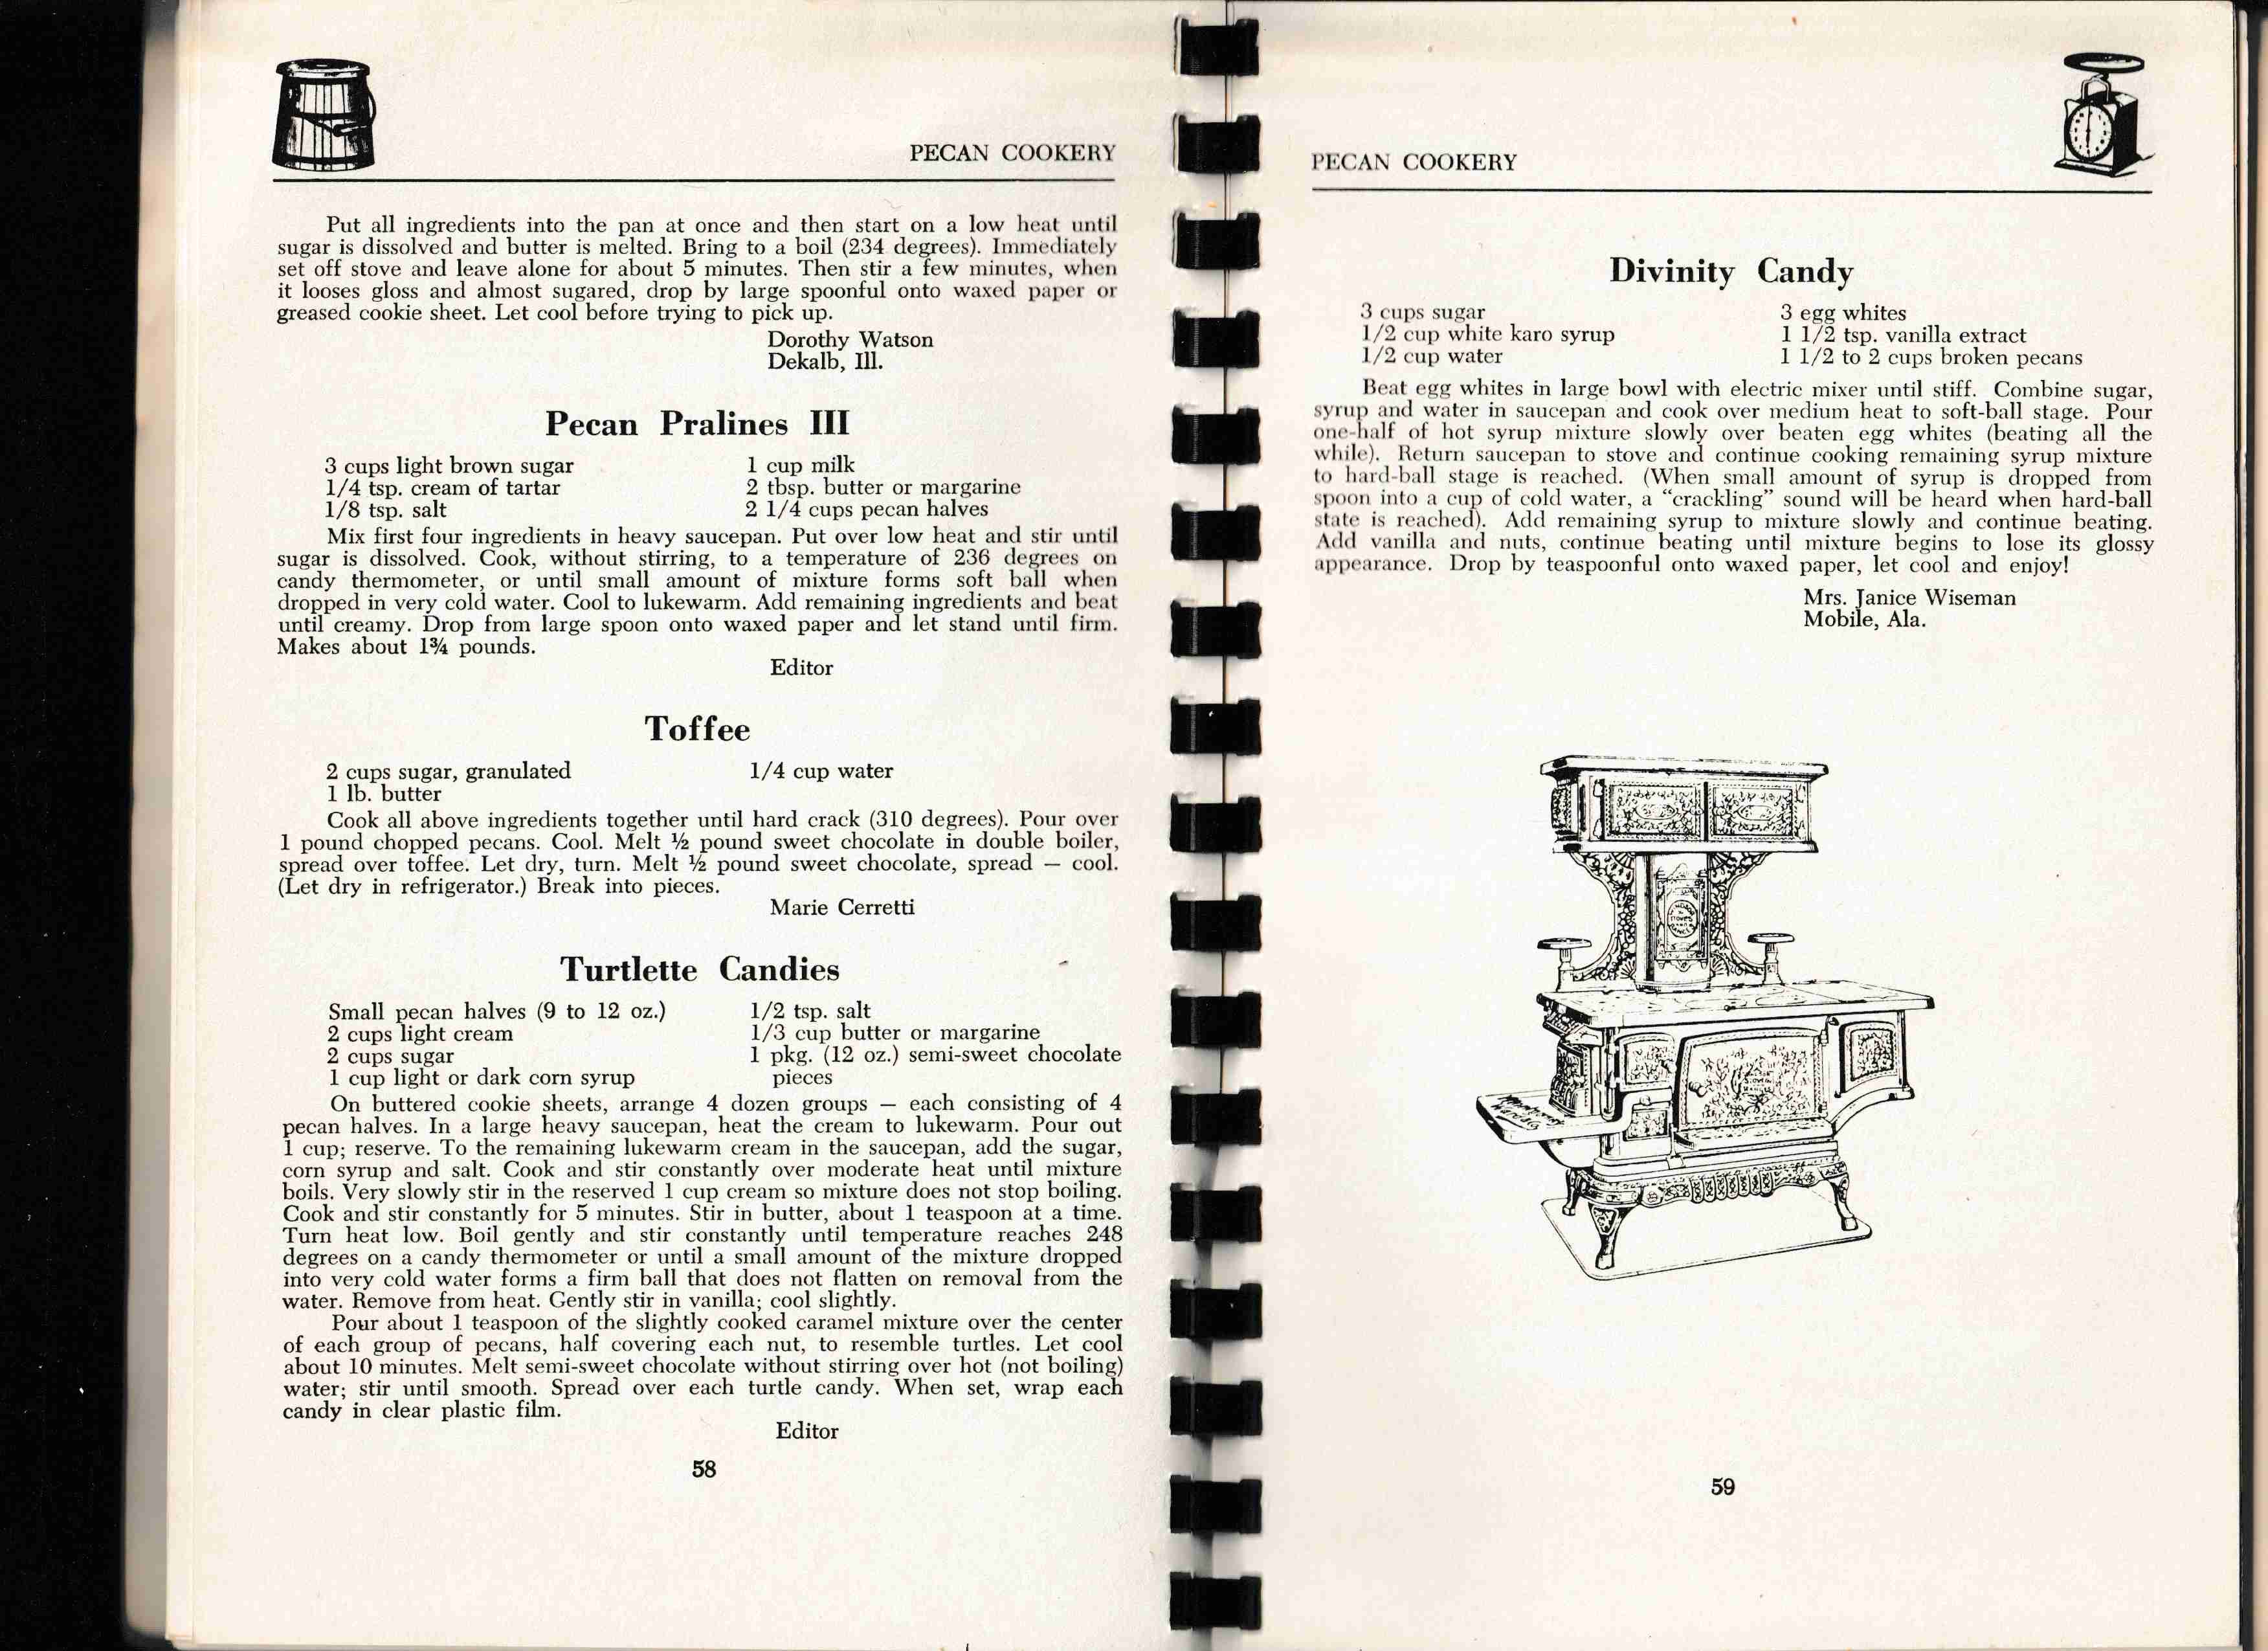 PECAN COOKERY
Put all ingredients into the pan at once and then start on a low heat until
sugar is dissolved and butter is melted. Bring to a boil (234 degrees). Immediately
set off stove and leave alone for about 5 minutes. Then stir a few minutes, when
it looses gloss and almost sugared, drop by large spoonful onto waxed paper or
greased cookie sheet. Let cool before trying to pick up.
Dorothy Watson
Dekalb, Ill.
Pecan Pralines III
3 cups light brown sugar
1/4 tsp. cream of tartar
1/8 tsp. salt
1 cup milk
2 tbsp. butter or margarine
2 1/4 cups pecan halves
Mix first four ingredients in heavy saucepan. Put over low heat and stir until
sugar is dissolved. Cook, without stirring, to a temperature of 236 degrees on
candy thermometer, or until small amount of mixture forms soft ball when
dropped in very cold water. Cool to lukewarm. Add remaining ingredients and beat
until creamy. Drop from large spoon onto waxed paper and let stand until firm.
Makes about 1¾ pounds.
Editor
Toffee
2 cups sugar, granulated
1 lb. butter
1/4 cup water
Cook all above ingredients together until hard crack (310 degrees). Pour over
1 pound chopped pecans. Cool. Melt ½ pound sweet chocolate in double boiler,
spread over toffee. Let dry, turn. Melt ½ pound sweet chocolate, spread — cool.
(Let dry in refrigerator.) Break into pieces.
Marie Cerretti
Turtlette Candies
Small pecan halves (9 to 12 oz.)
2 cups light cream
2 cups sugar
1 cup light or dark corn syrup
1/2 tsp. salt
1/3 cup butter or margarine
1 pkg. (12 oz.) semi-sweet chocolate
pieces
On buttered cookie sheets, arrange 4 dozen groups — each consisting of 4
pecan halves. In a large heavy saucepan, heat the cream to lukewarm. Pour out
1 cup; reserve. To the remaining lukewarm cream in the saucepan, add the sugar,
corn syrup and salt. Cook and stir constantly over moderate heat until mixture
boils. Very slowly stir in the reserved 1 cup cream so mixture does not stop boiling.
Cook and stir constantly for 5 minutes. Stir in butter, about 1 teaspoon at a time.
Turn heat low. Boil gently and stir constantly until temperature reaches 248
degrees on a candy thermometer or until a small amount of the mixture dropped
into very cold water forms a firm ball that does not flatten on removal from the
water. Remove from heat. Gently stir in vanilla; cool slightly.
Pour about 1 teaspoon of the slightly cooked caramel mixture over the center
of each group of pecans, half covering each nut, to resemble turtles. Let cool
about 10 minutes. Melt semi-sweet chocolate without stirring over hot (not boiling)
water; stir until smooth. Spread over each turtle candy. When set, wrap each
candy in clear plastic film.
Editor
58
PECAN COOKERY
Divinity Candy
3 cups sugar
1/2 cup white karo syrup
1/2 cup water
3 egg whites
1 1/2 tsp. vanilla extract
1 1/2 to 2 cups broken pecans
Beat egg whites in large bowl with electric mixer until stiff. Combine sugar,
syrup and water in saucepan and cook over medium heat to soft-ball stage. Pour
one-half of hot syrup mixture slowly over beaten egg whites (beating all the
while). Return saucepan to stove and continue cooking remaining syrup mixture
to hard-ball stage is reached. (When small amount of syrup is dropped from
spoon into a cup of cold water, a “crackling” sound will be heard when hard-ball
state is reached). Add remaining syrup to mixture slowly and continue beating.
Add vanilla and nuts, continue beating until mixture begins to lose its glossy
appearance. Drop by teaspoonful onto waxed paper, let cool and enjoy!
Mrs. Janice Wiseman
Mobile, Ala.
59